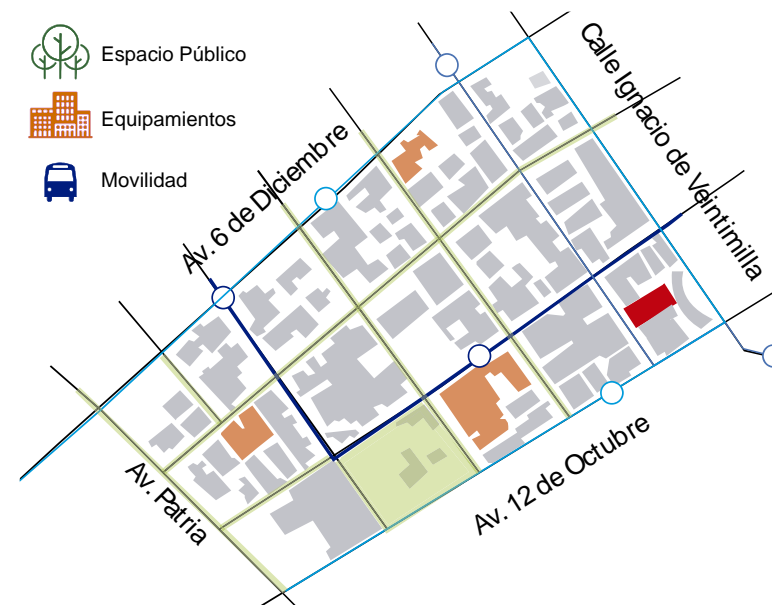 Espacio Público
Equipamientos
Movilidad
Av. 6 de Diciembre
Calle Ignacio de Veintimilla
Av. Patria
Av. 12 de Octubre